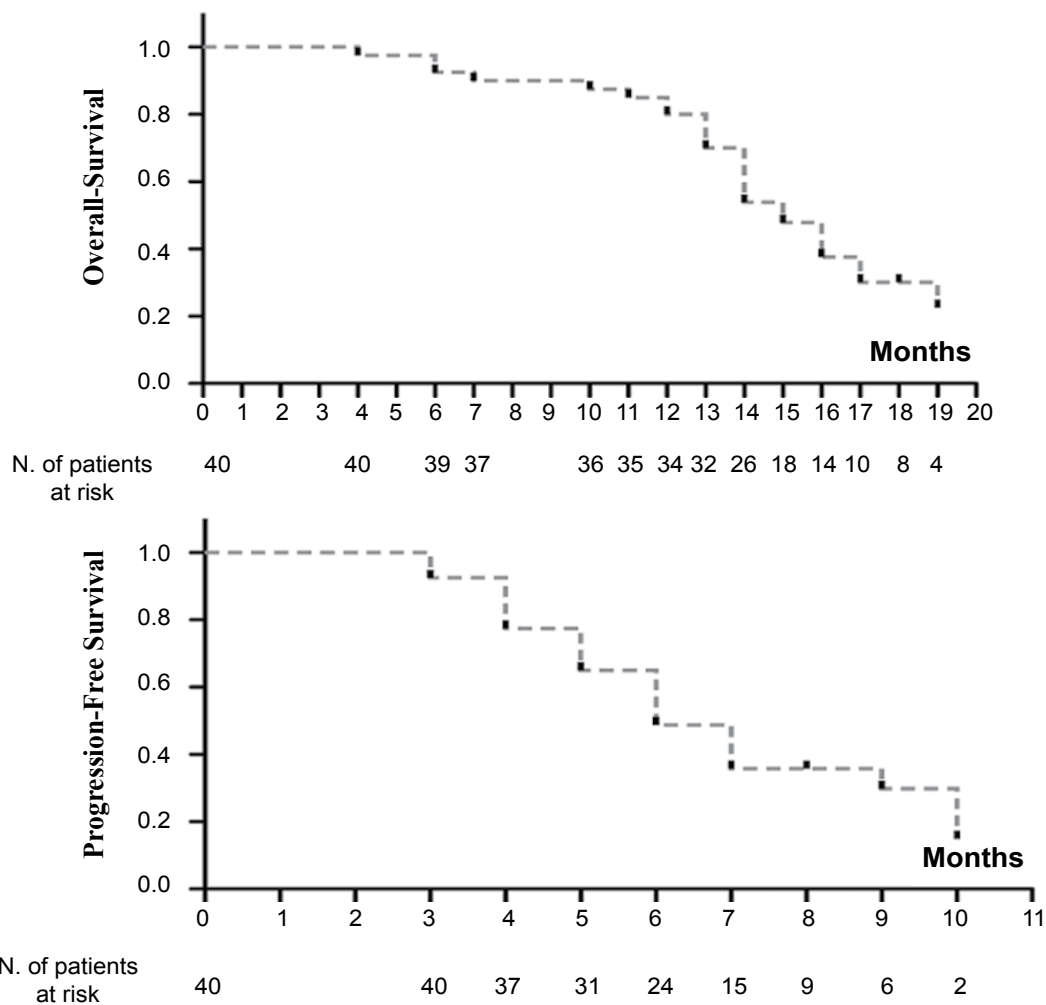 Overall-Survival
1.0
0.8
0.6
0.4
0.2
0.0
Months
0 1 2 3 4 5 6 7 8 9 10 11 12 13 14 15 16 17 18 19 20
N. of patients
at risk
40 40 39 37 36 35 34 32 26 18 14 10 8 4
Progression-Free Survival
1.0
0.8
0.6
0.4
0.2
0.0
Months
0 1 2 3 4 5 6 7 8 9 10 11
N. of patients
at risk
40 40 37 31 24 15 9 6 2